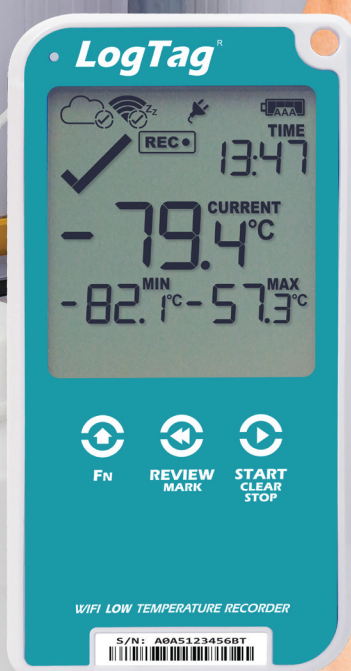 LogTag®
zz
AAA
REC
TIME
13:47
CURRENT
-79.4°C
MIN
MAX
-82.1°C -57.3°C
FN
REVIEW
MARK
START
CLEAR
STOP
WIFI LOW TEMPERATURE RECORDER
S/N: A0A5123456BT